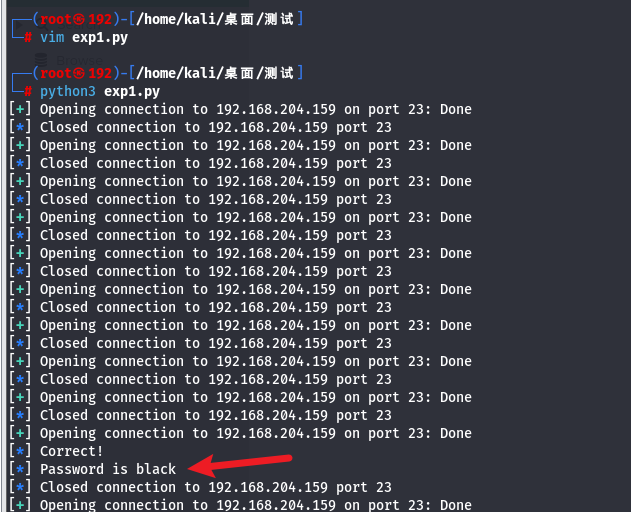 ┌──(root㉿192)-[/home/kali/桌面/测试]
└─# vim exp1.py
┌──(root㉿192)-[/home/kali/桌面/测试]
└─# python3 exp1.py
[+] Opening connection to 192.168.204.159 on port 23: Done
[*] Closed connection to 192.168.204.159 port 23
[+] Opening connection to 192.168.204.159 on port 23: Done
[*] Closed connection to 192.168.204.159 port 23
[+] Opening connection to 192.168.204.159 on port 23: Done
[*] Closed connection to 192.168.204.159 port 23
[+] Opening connection to 192.168.204.159 on port 23: Done
[*] Closed connection to 192.168.204.159 port 23
[+] Opening connection to 192.168.204.159 on port 23: Done
[*] Closed connection to 192.168.204.159 port 23
[+] Opening connection to 192.168.204.159 on port 23: Done
[*] Closed connection to 192.168.204.159 port 23
[+] Opening connection to 192.168.204.159 on port 23: Done
[*] Closed connection to 192.168.204.159 port 23
[+] Opening connection to 192.168.204.159 on port 23: Done
[*] Closed connection to 192.168.204.159 port 23
[+] Opening connection to 192.168.204.159 on port 23: Done
[*] Closed connection to 192.168.204.159 port 23
[+] Opening connection to 192.168.204.159 on port 23: Done
[*] Correct!
[*] Password is black
[*] Closed connection to 192.168.204.159 port 23
[+] Opening connection to 192.168.204.159 on port 23: Done